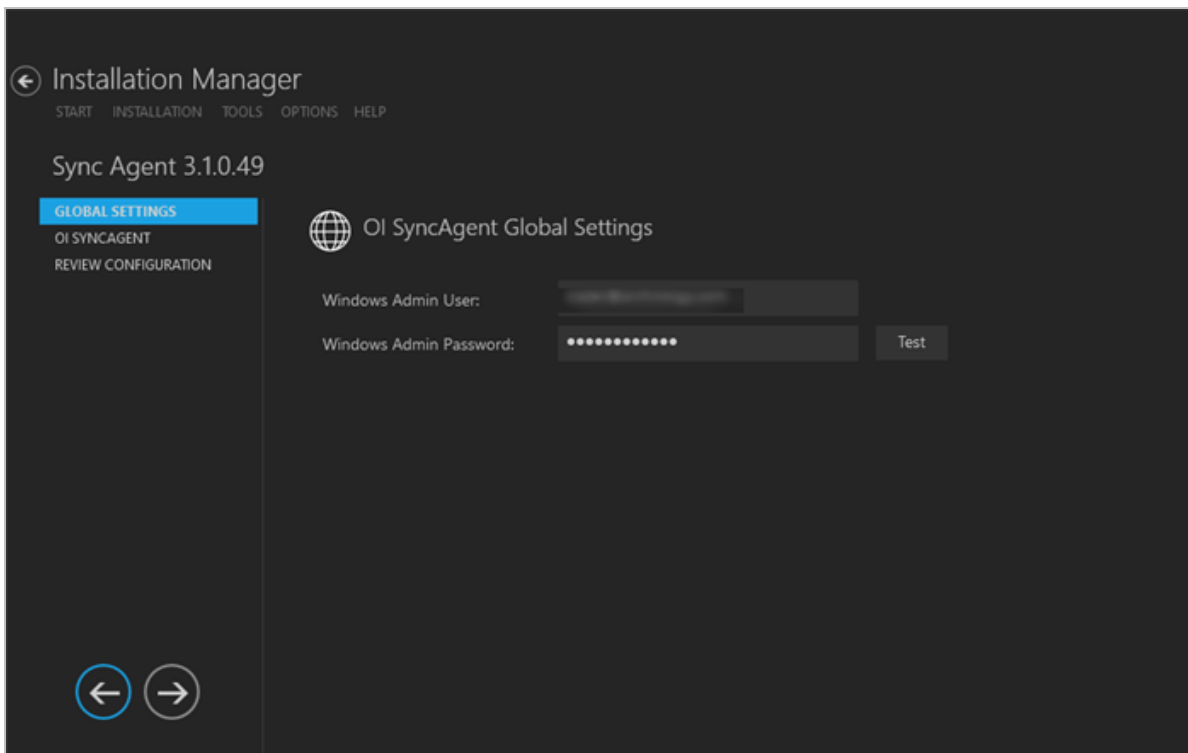 Installation Manager
START INSTALLATION TOOLS OPTIONS HELP
Sync Agent 3.1.0.49
GLOBAL SETTINGS
OI SYNCAGENT
REVIEW CONFIGURATION
OI SyncAgent Global Settings
Windows Admin User:
Windows Admin Password: •••••••••••• Test